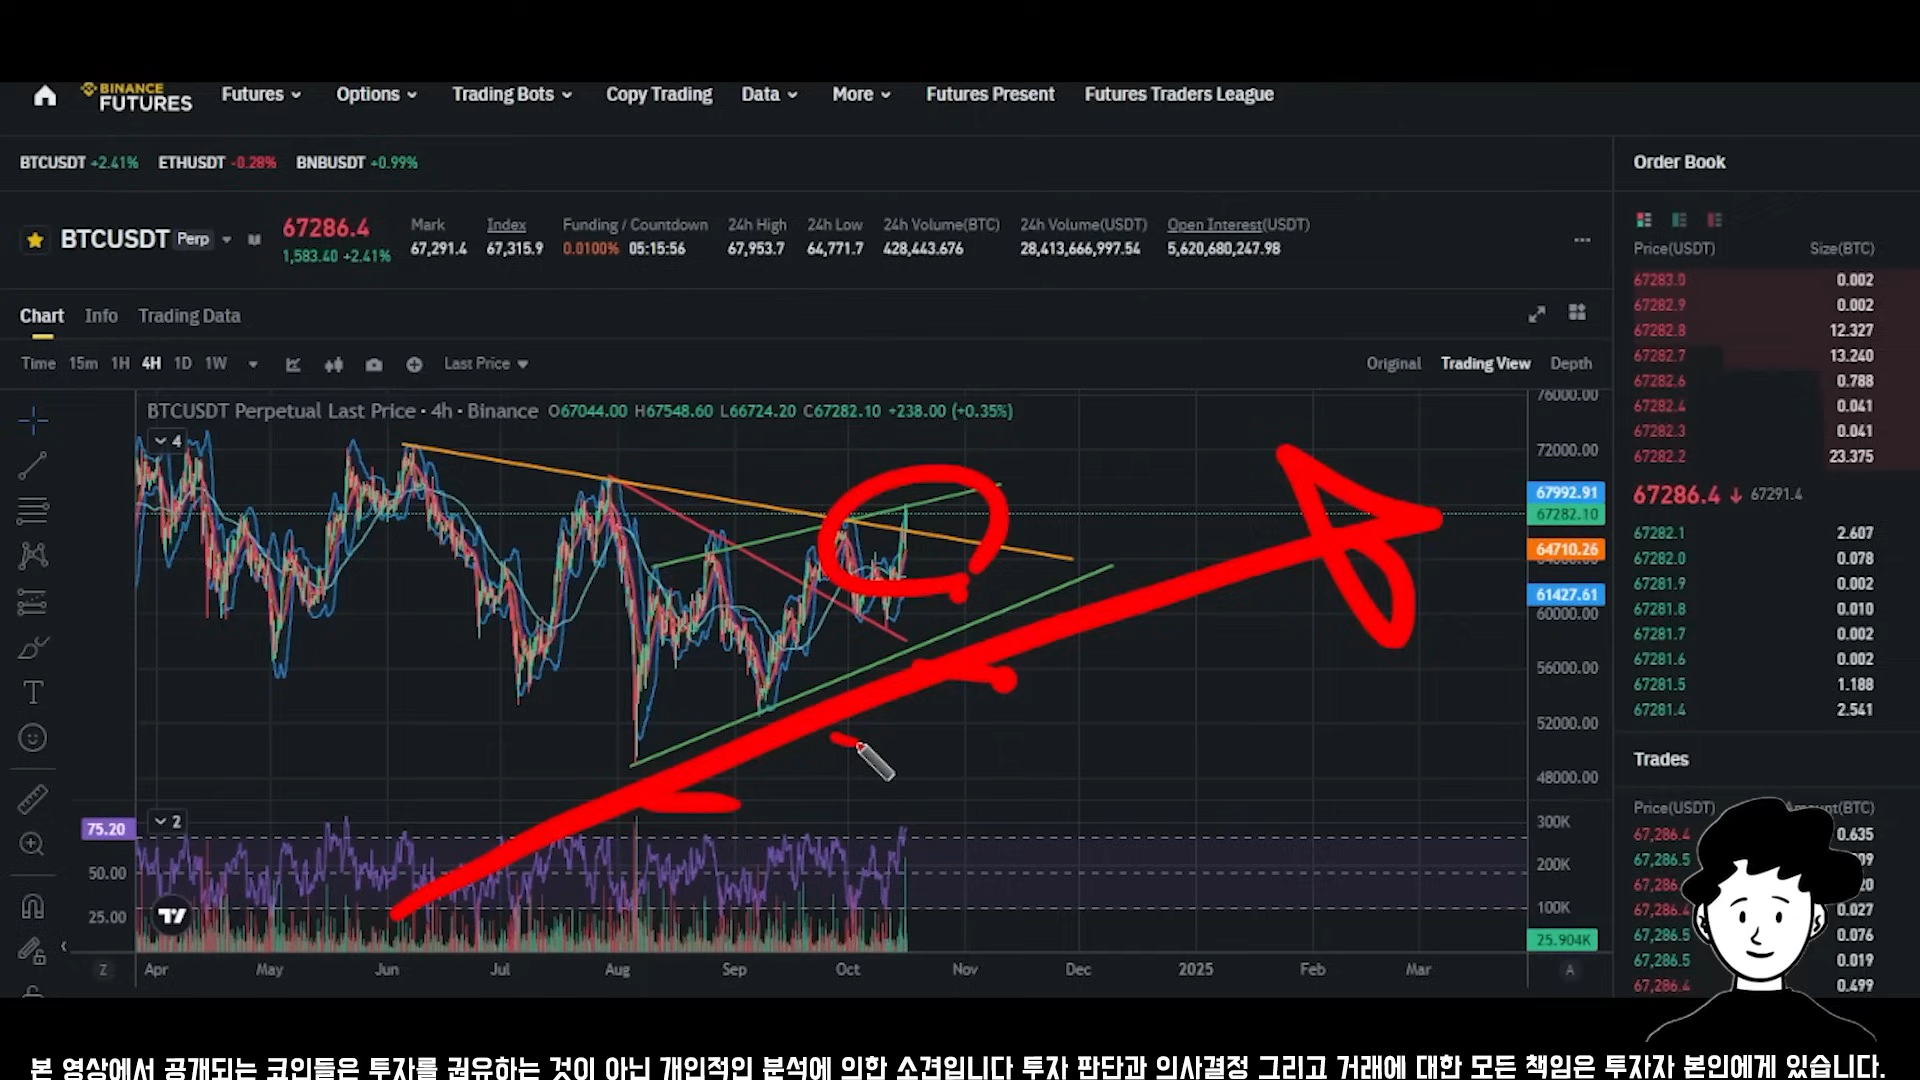 BINANCE
FUTURES
Futures Options Trading Bots Copy Trading Data More Futures Present Futures Traders League
BTCUSDT +2.41% ETHUSDT -0.28% BNBUSDT +0.99%
BTCUSDT Perp
67286.4
1,583.40 +2.41%
Mark
67,291.4
Index
67,315.9
Funding / Countdown
0.0100% 05:15:56
24h High
67,953.7
24h Low
64,771.7
24h Volume(BTC)
428,443.676
24h Volume(USDT)
28,413,666,997.54
Open Interest(USDT)
5,620,680,247.98
Chart Info Trading Data
Time 15m 1H 4H 1D 1W Last Price
Original Trading View Depth
BTCUSDT Perpetual Last Price · 4h · Binance O67044.00 H67548.60 L66724.20 C67282.10 +238.00 (+0.35%)
4
76000.00
72000.00
67992.91
67282.10
64710.26
61427.61
60000.00
56000.00
52000.00
48000.00
2
75.20
50.00
25.00
300K
200K
100K
25.904K
Z Apr May Jun Jul Aug Sep Oct Nov Dec 2025 Feb Mar A
Order Book
Price(USDT) Size(BTC)
67283.0 0.002
67282.9 0.002
67282.8 12.327
67282.7 13.240
67282.6 0.788
67282.4 0.041
67282.3 0.041
67282.2 23.375
67286.4 67291.4
67282.1 2.607
67282.0 0.078
67281.9 0.002
67281.8 0.010
67281.7 0.002
67281.6 0.002
67281.5 1.188
67281.4 2.541
Trades
Price(USDT) Amount(BTC)
67,286.4 0.635
67,286.5
67,286.4
67,286.4 0.027
67,286.5 0.076
67,286.5 0.019
67,286.4 0.499
본 영상에서 공개되는 코인들은 투자를 권유하는 것이 아닌 개인적인 분석에 의한 소견입니다 투자 판단과 의사결정 그리고 거래에 대한 모든 책임은 투자자 본인에게 있습니다.